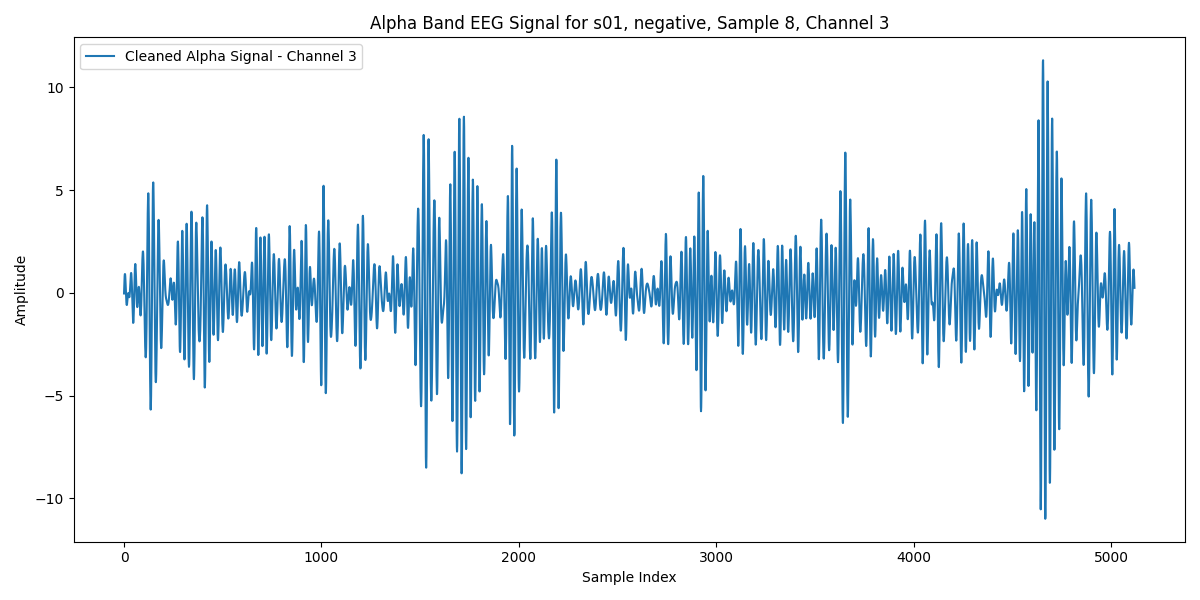 Alpha Band EEG Signal for s01, negative, Sample 8, Channel 3
Cleaned Alpha Signal - Channel 3
Amplitude
10
5
0
−5
−10
0 1000 2000 3000 4000 5000
Sample Index